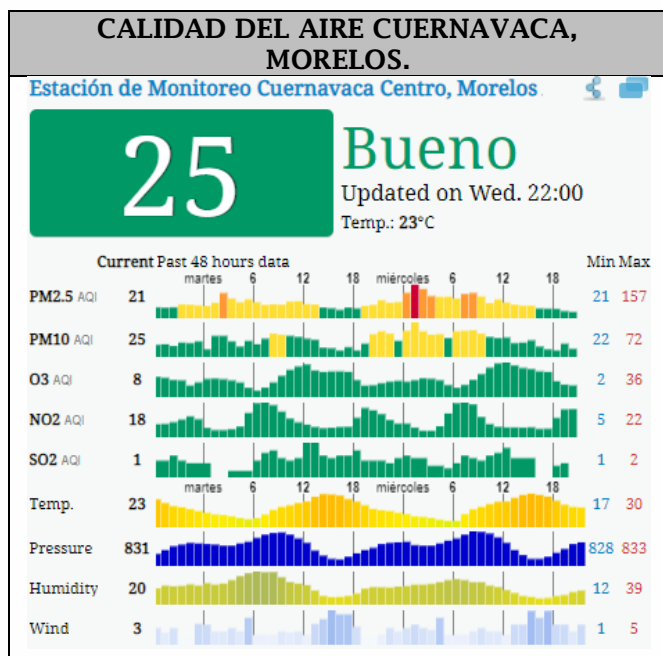 CALIDAD DEL AIRE CUERNAVACA,
MORELOS.
Estación de Monitoreo Cuernavaca Centro, Morelos
25
Bueno
Updated on Wed. 22:00
Temp.: 23°C
Current Past 48 hours data Min Max
martes 6 12 18 miércoles 6 12 18
PM2.5 AQI 21 21 157
PM10 AQI 25 22 72
O3 AQI 8 2 36
NO2 AQI 18 5 22
SO2 AQI 1 1 2
martes 6 12 18 miércoles 6 12 18
Temp. 23 17 30
Pressure 831 828 833
Humidity 20 12 39
Wind 3 1 5